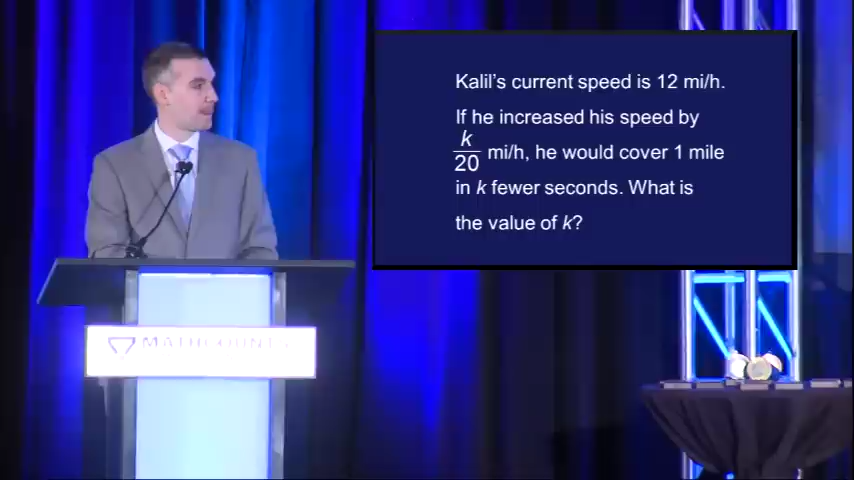 Kalil's current speed is 12 mi/h.
If he increased his speed by
k/20 mi/h, he would cover 1 mile
in k fewer seconds. What is
the value of k?
MATHCOUNTS